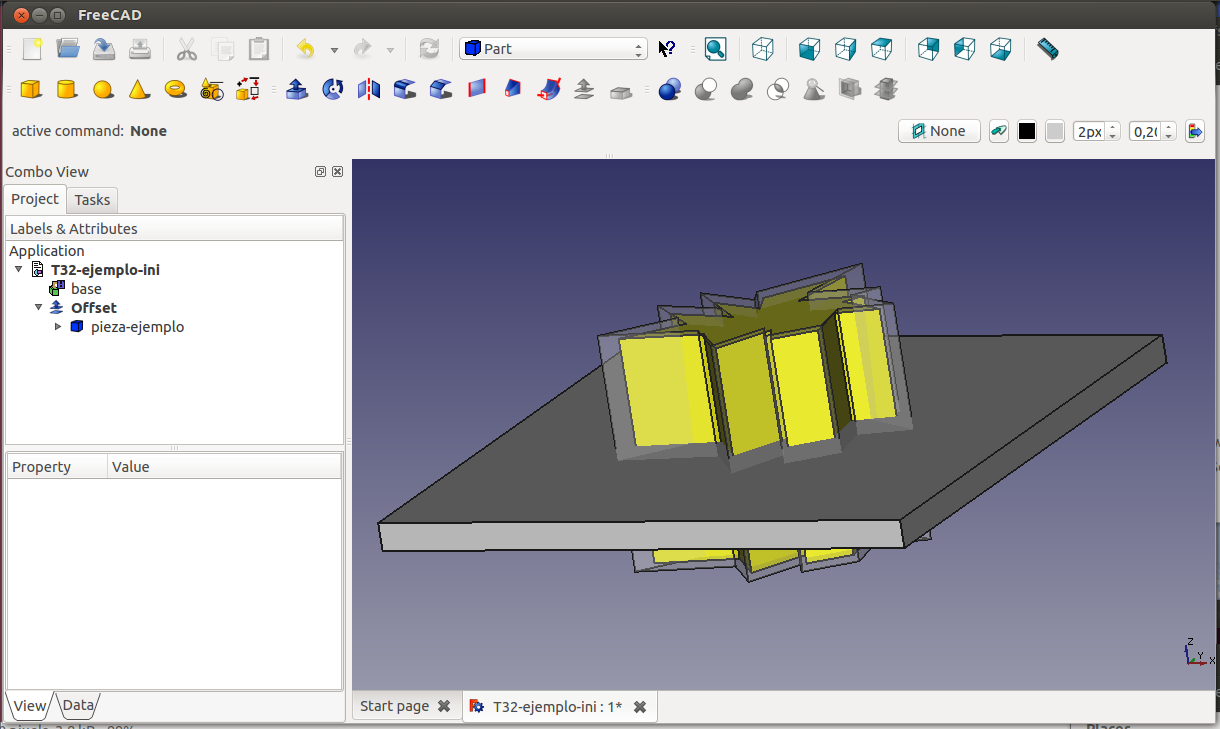 FreeCAD
Part
active command: None
None
2px
0,2(
Combo View
Project
Tasks
Labels & Attributes
Application
T32-ejemplo-ini
base
Offset
pieza-ejemplo
Property
Value
Z
Y
X
View
Data
Start page
T32-ejemplo-ini : 1*